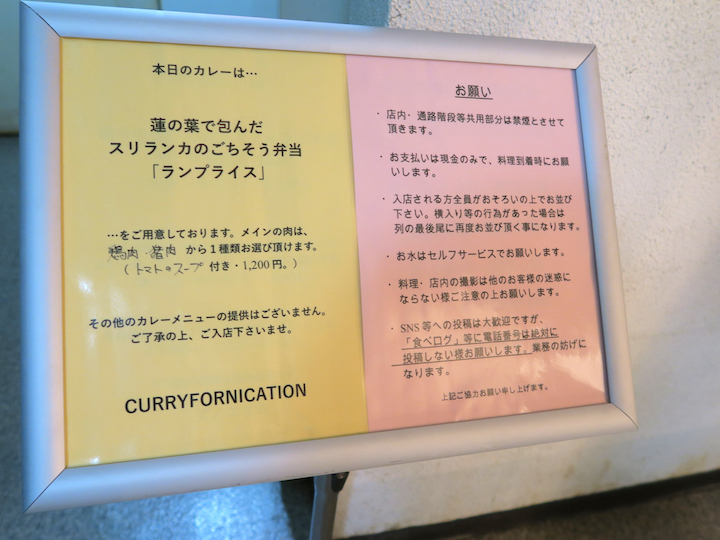 本日のカレーは…
蓮の葉で包んだ
スリランカのごちそう弁当
「ランプライス」
…をご用意しております。メインの肉は、
鶏肉・猪肉 から1種類お選び頂けます。
( トマトのスープ 付き・1,200円。)
その他のカレーメニューの提供はございません。
ご了承の上、ご入店下さいませ。
CURRYFORNICATION
お願い
・店内・通路階段等共用部分は禁煙とさせて
頂きます。
・お支払いは現金のみで、料理到着時にお願
いします。
・入店される方全員がおそろいの上でお並び
下さい。横入り等の行為があった場合は
列の最後尾に再度お並び頂く事になります。
・お水はセルフサービスでお願いします。
・料理・店内の撮影は他のお客様の迷惑に
ならない様ご注意の上お願いします。
・SNS等への投稿は大歓迎ですが、
「食べログ」等に電話番号は絶対に
投稿しない様お願いします。業務の妨げに
なります。
上記ご協力お願い申し上げます。